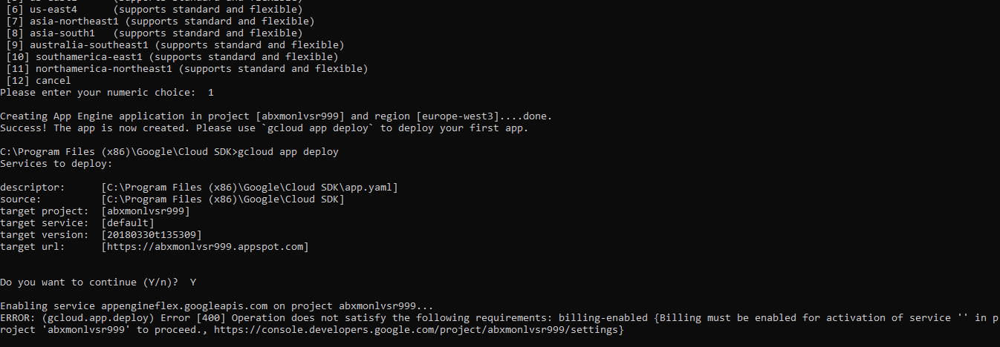 [6] us-east4 (supports standard and flexible)
[7] asia-northeast1 (supports standard and flexible)
[8] asia-south1 (supports standard and flexible)
[9] australia-southeast1 (supports standard and flexible)
[10] southamerica-east1 (supports standard and flexible)
[11] northamerica-northeast1 (supports standard and flexible)
[12] cancel
Please enter your numeric choice: 1
Creating App Engine application in project [abxmonlvsr999] and region [europe-west3]....done.
Success! The app is now created. Please use `gcloud app deploy` to deploy your first app.
C:\Program Files (x86)\Google\Cloud SDK>gcloud app deploy
Services to deploy:
descriptor: [C:\Program Files (x86)\Google\Cloud SDK\app.yaml]
source: [C:\Program Files (x86)\Google\Cloud SDK]
target project: [abxmonlvsr999]
target service: [default]
target version: [20180330t135309]
target url: [https://abxmonlvsr999.appspot.com]
Do you want to continue (Y/n)? Y
Enabling service appengineflex.googleapis.com on project abxmonlvsr999...
ERROR: (gcloud.app.deploy) Error [400] Operation does not satisfy the following requirements: billing-enabled {Billing must be enabled for activation of service '' in p
roject 'abxmonlvsr999' to proceed., https://console.developers.google.com/project/abxmonlvsr999/settings}